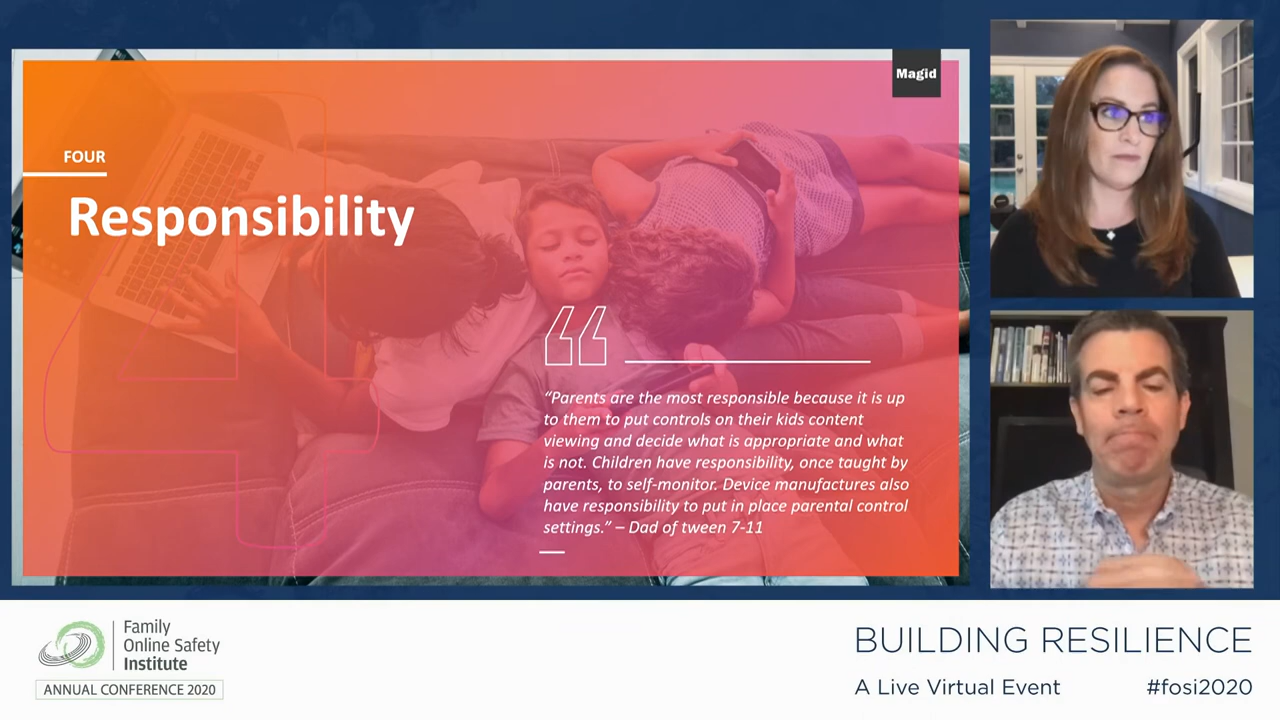 Magid
FOUR
Responsibility
“Parents are the most responsible because it is up
to them to put controls on their kids content
viewing and decide what is appropriate and what
is not. Children have responsibility, once taught by
parents, to self-monitor. Device manufactures also
have responsibility to put in place parental control
settings.” – Dad of tween 7-11
Family
Online Safety
Institute
ANNUAL CONFERENCE 2020
BUILDING RESILIENCE
A Live Virtual Event
#fosi2020